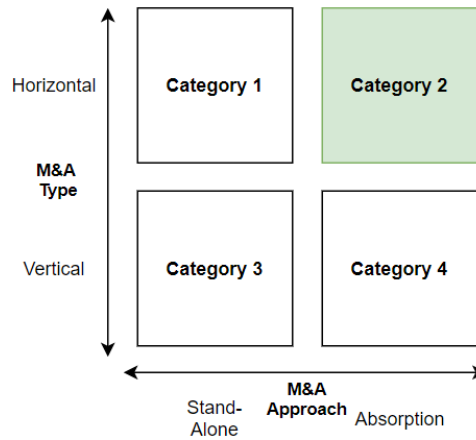 Horizontal
Category 1
Category 2
M&A
Type
Vertical
Category 3
Category 4
M&A
Approach
Stand-
Alone
Absorption